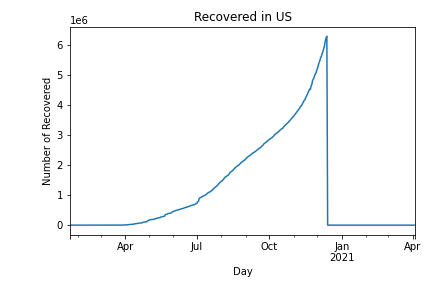 Recovered in US
1e6
6
5
4
3
2
1
0
Number of Recovered
Apr
Jul
Oct
Jan
2021
Apr
Day